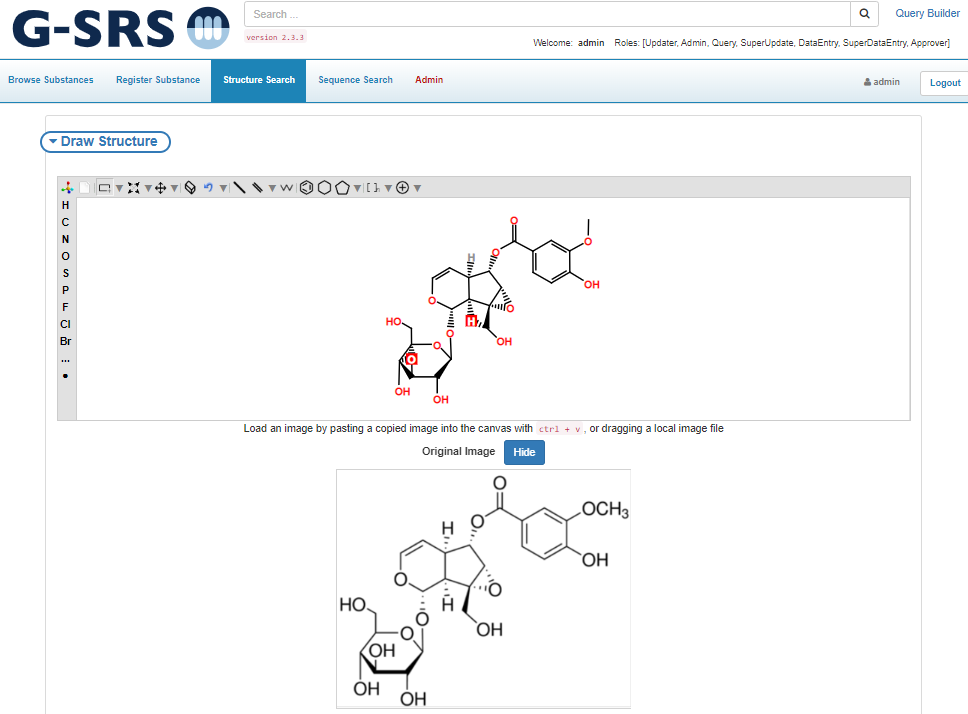 G-SRS
Search ...
Query Builder
version 2.3.3
Welcome: admin Roles: [Updater, Admin, Query, SuperUpdate, DataEntry, SuperDataEntry, Approver]
Browse Substances Register Substance Structure Search Sequence Search Admin
admin Logout
Draw Structure
H
C
N
O
S
P
F
Cl
Br
...
O
O
O
H
OH
O
O
H
HO
O
OH
O
O
OH
OH
Load an image by pasting a copied image into the canvas with ctrl + v , or dragging a local image file
Original Image Hide
O
OCH3
O
H
OH
O
O
H
HO
O
OH
O
OH
OH
OH